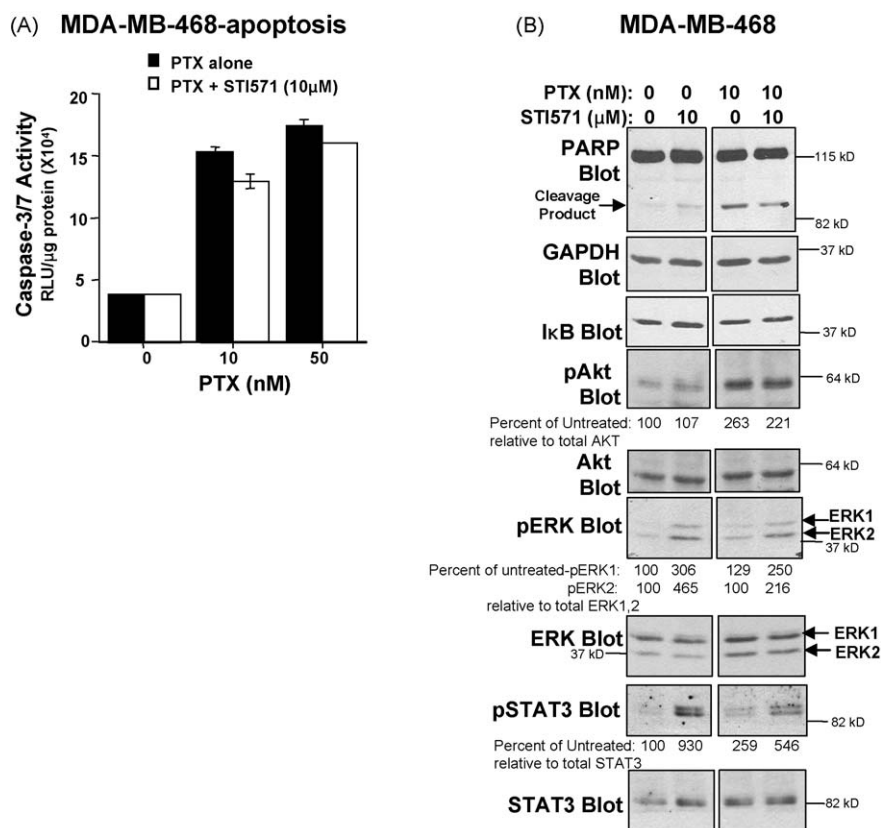 (A) MDA-MB-468-apoptosis
PTX alone
PTX + STI571 (10μM)
Caspase-3/7 Activity
RLU/μg protein (X10⁴)
20
15
10
5
0
0 10 50
PTX (nM)
(B) MDA-MB-468
PTX (nM): 0 0 10 10
STI571 (μM): 0 10 0 10
PARP
Blot
115 kD
Cleavage
Product
82 kD
GAPDH
Blot
37 kD
IκB Blot
37 kD
pAkt
Blot
64 kD
Percent of Untreated: 100 107 263 221
relative to total AKT
Akt
Blot
64 kD
pERK Blot
ERK1
ERK2
37 kD
Percent of untreated-pERK1: 100 306 129 250
pERK2: 100 465 100 216
relative to total ERK1,2
ERK Blot
ERK1
37 kD
ERK2
pSTAT3 Blot
82 kD
Percent of Untreated: 100 930 259 546
relative to total STAT3
STAT3 Blot
82 kD